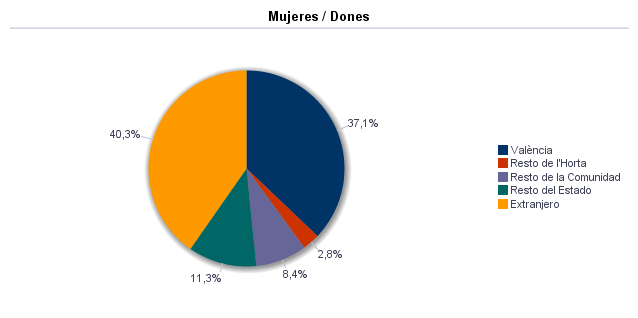 Mujeres / Dones
40,3%
37,1%
2,8%
8,4%
11,3%
València
Resto de l'Horta
Resto de la Comunidad
Resto del Estado
Extranjero